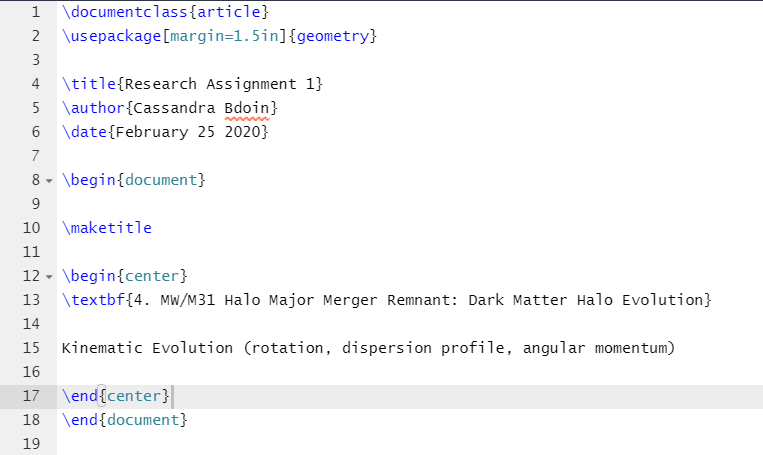 1 \documentclass{article}
2 \usepackage[margin=1.5in]{geometry}
3
4 \title{Research Assignment 1}
5 \author{Cassandra Bdoin}
6 \date{February 25 2020}
7
8 \begin{document}
9
10 \maketitle
11
12 \begin{center}
13 \textbf{4. MW/M31 Halo Major Merger Remnant: Dark Matter Halo Evolution}
14
15 Kinematic Evolution (rotation, dispersion profile, angular momentum)
16
17 \end{center}
18 \end{document}
19